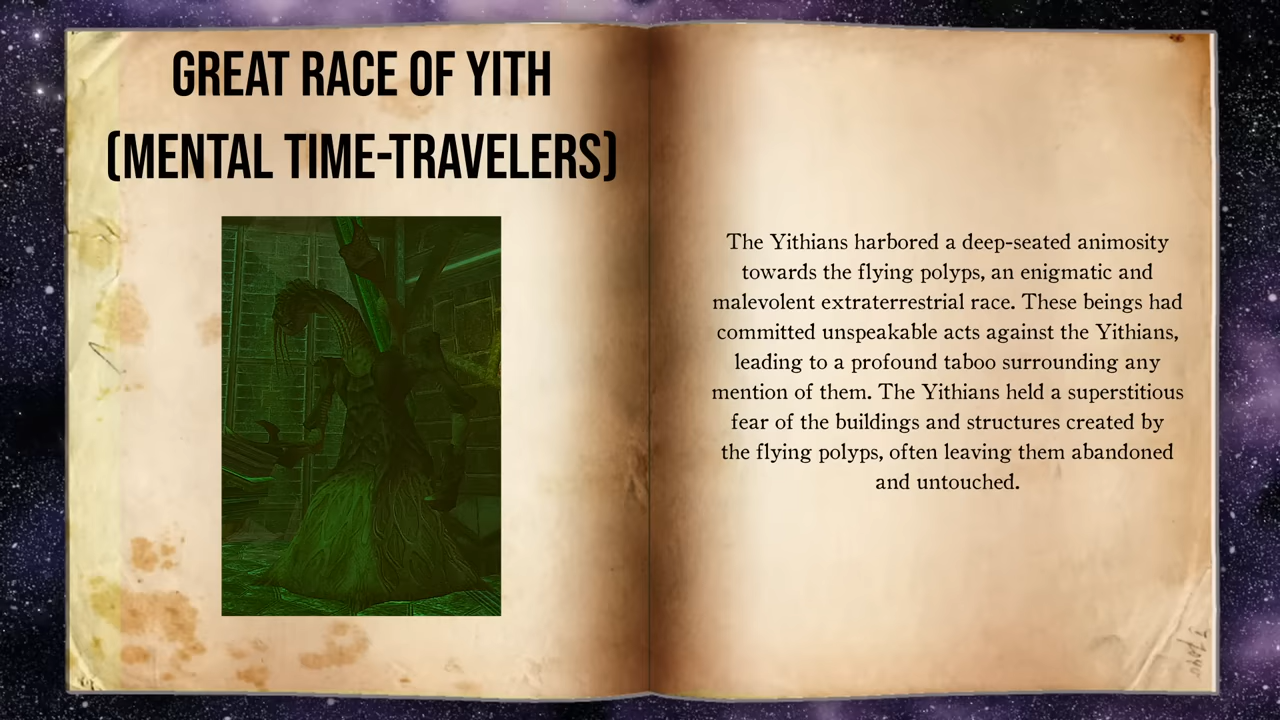 GREAT RACE OF YITH
(MENTAL TIME-TRAVELERS)
The Yithians harbored a deep-seated animosity
towards the flying polyps, an enigmatic and
malevolent extraterrestrial race. These beings had
committed unspeakable acts against the Yithians,
leading to a profound taboo surrounding any
mention of them. The Yithians held a superstitious
fear of the buildings and structures created by
the flying polyps, often leaving them abandoned
and untouched.